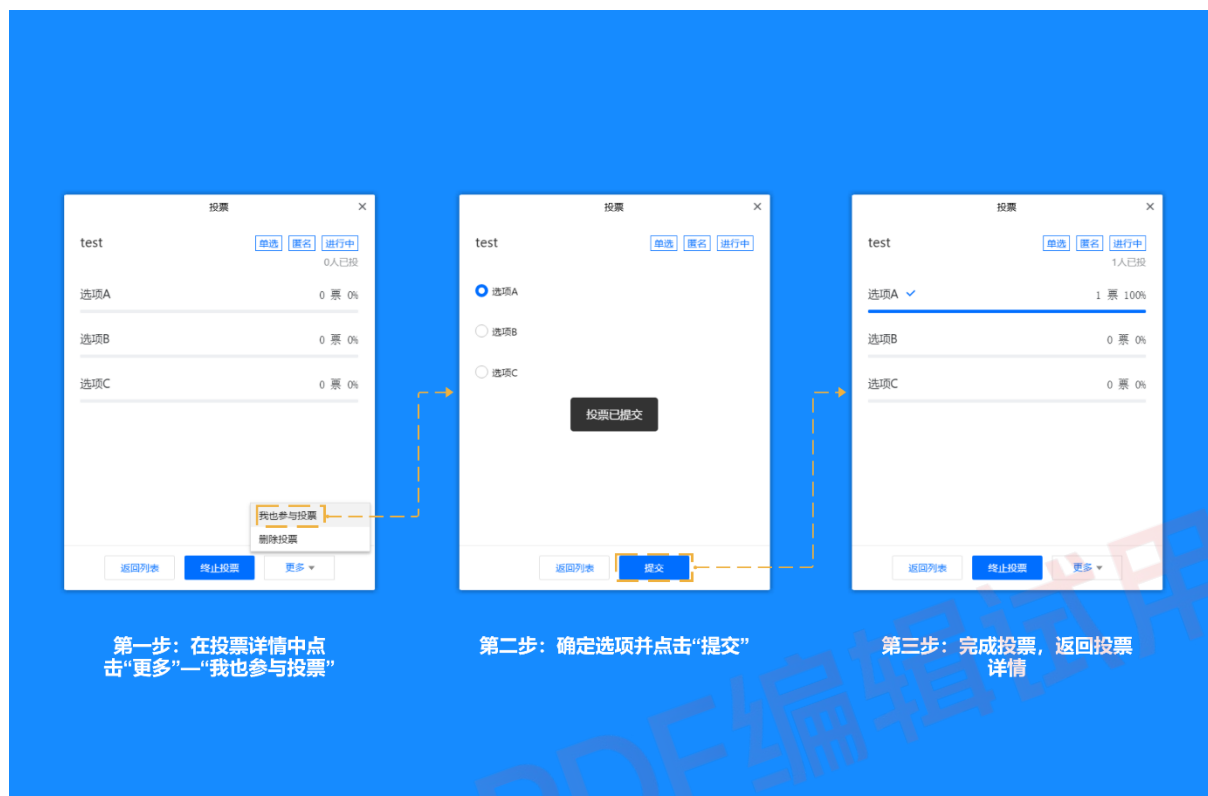 投票 ×
test 单选 匿名 进行中
0人已投
选项A 0 票 0%
选项B 0 票 0%
选项C 0 票 0%
我也参与投票
删除投票
返回列表 终止投票 更多
第一步：在投票详情中点
击“更多”—“我也参与投票”
投票 ×
test 单选 匿名 进行中
选项A
选项B
选项C
投票已提交
返回列表 提交
第二步：确定选项并点击“提交”
投票 ×
test 单选 匿名 进行中
1人已投
选项A 1 票 100%
选项B 0 票 0%
选项C 0 票 0%
返回列表 终止投票 更多
第三步：完成投票，返回投票
详情
PDF编辑试用